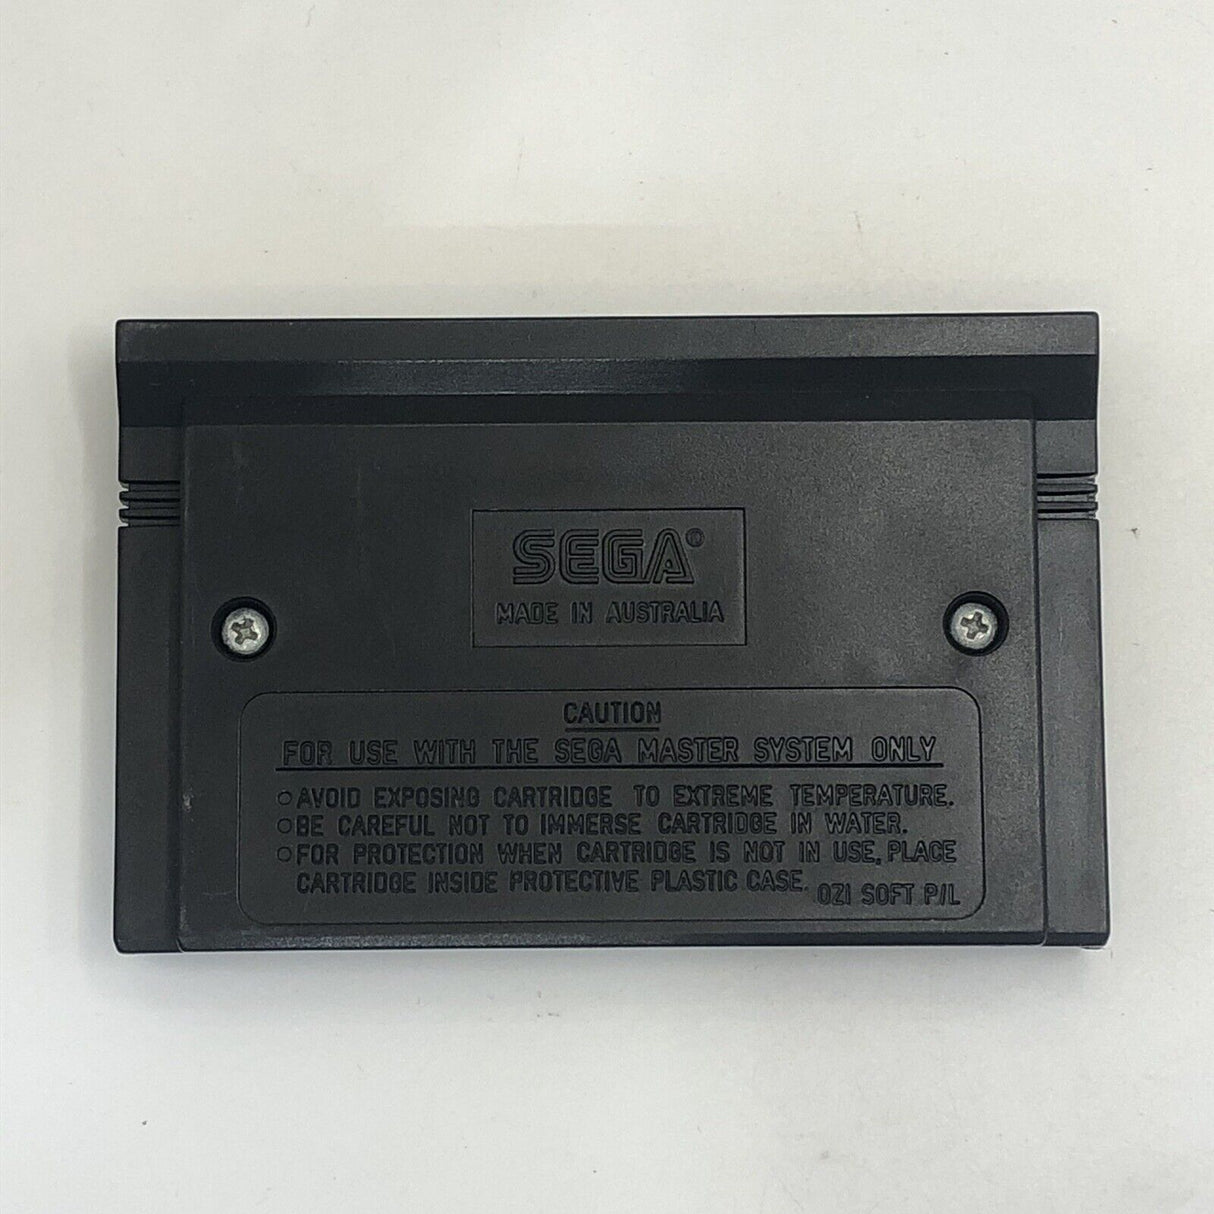 SEGA®
MADE IN AUSTRALIA
CAUTION
FOR USE WITH THE SEGA MASTER SYSTEM ONLY
○ AVOID EXPOSING CARTRIDGE TO EXTREME TEMPERATURE.
○ BE CAREFUL NOT TO IMMERSE CARTRIDGE IN WATER.
○ FOR PROTECTION WHEN CARTRIDGE IS NOT IN USE, PLACE
CARTRIDGE INSIDE PROTECTIVE PLASTIC CASE.
OZI SOFT P/L